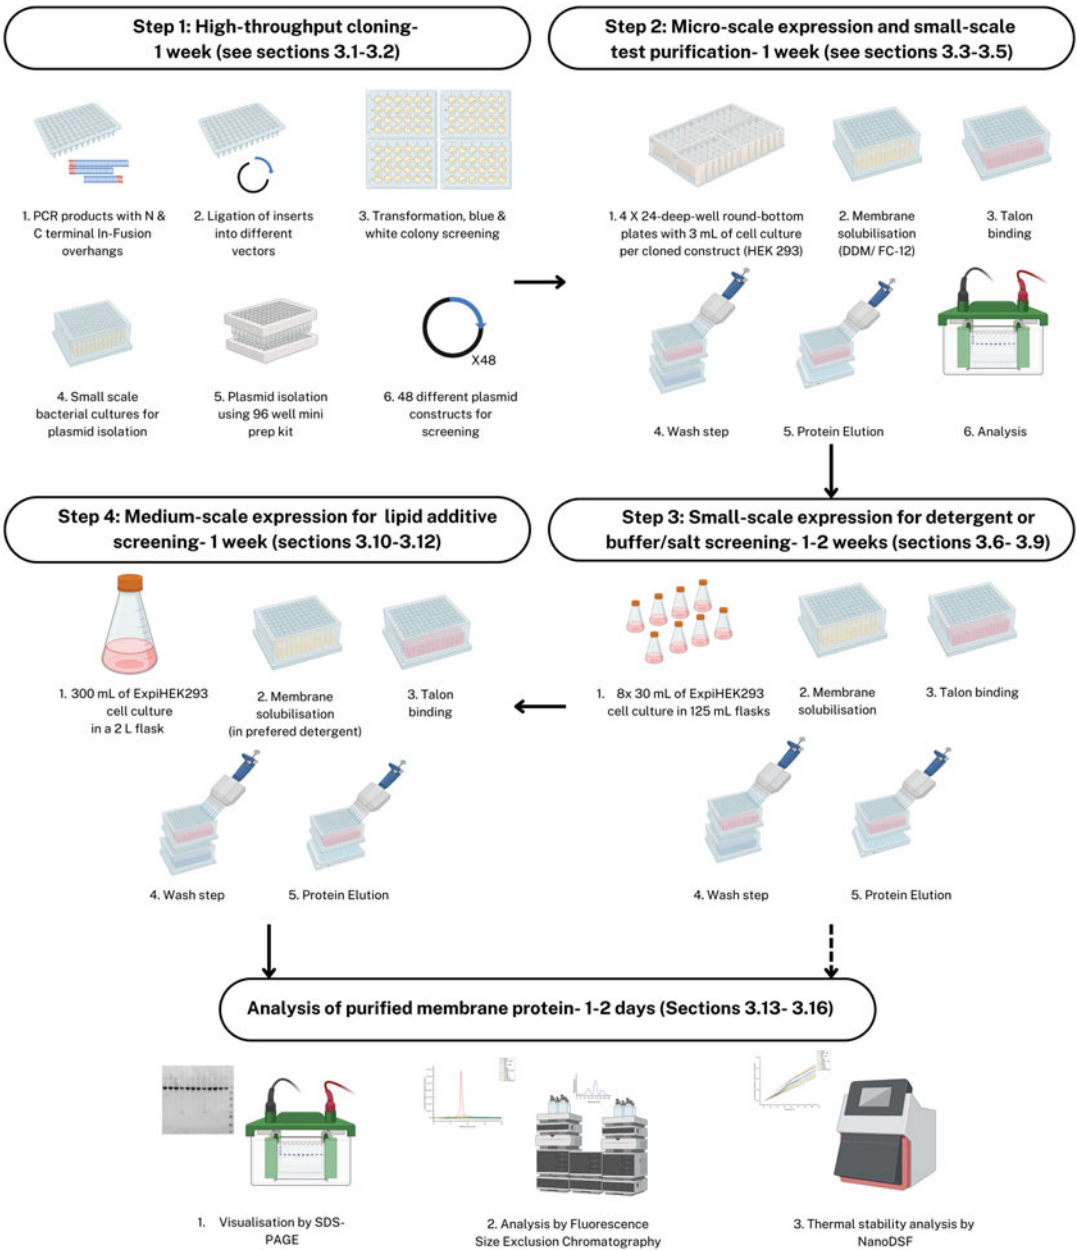 Step 1: High-throughput cloning-
1 week (see sections 3.1-3.2)
1. PCR products with N &
C terminal In-Fusion
overhangs
2. Ligation of inserts
into different
vectors
3. Transformation, blue &
white colony screening
4. Small scale
bacterial cultures for
plasmid isolation
5. Plasmid isolation
using 96 well mini
prep kit
X48
6. 48 different plasmid
constructs for
screening
Step 2: Micro-scale expression and small-scale
test purification- 1 week (see sections 3.3-3.5)
1. 4 X 24-deep-well round-bottom
plates with 3 mL of cell culture
per cloned construct (HEK 293)
2. Membrane
solubilisation
(DDM/ FC-12)
3. Talon
binding
4. Wash step
5. Protein Elution
6. Analysis
Step 3: Small-scale expression for detergent or
buffer/salt screening- 1-2 weeks (sections 3.6- 3.9)
1. 8x 30 mL of ExpiHEK293
cell culture in 125 mL flasks
2. Membrane
solubilisation
3. Talon binding
4. Wash step
5. Protein Elution
Step 4: Medium-scale expression for lipid additive
screening- 1 week (sections 3.10-3.12)
1. 300 mL of ExpiHEK293
cell culture
in a 2 L flask
2. Membrane
solubilisation
(in prefered detergent)
3. Talon
binding
4. Wash step
5. Protein Elution
Analysis of purified membrane protein- 1-2 days (Sections 3.13- 3.16)
1. Visualisation by SDS-
PAGE
2. Analysis by Fluorescence
Size Exclusion Chromatography
3. Thermal stability analysis by
NanoDSF